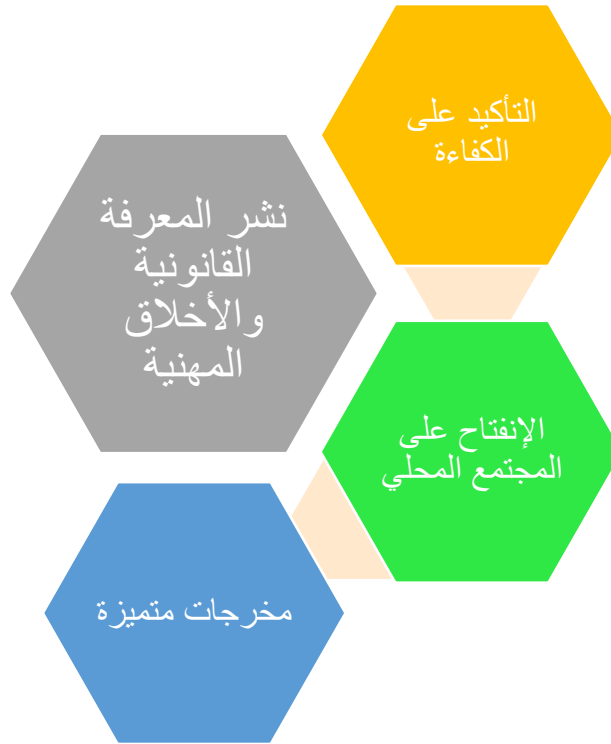 التأكيد على
الكفاءة
نشر المعرفة
القانونية
والأخلاق
المهنية
الإنفتاح على
المجتمع المحلي
مخرجات متميزة